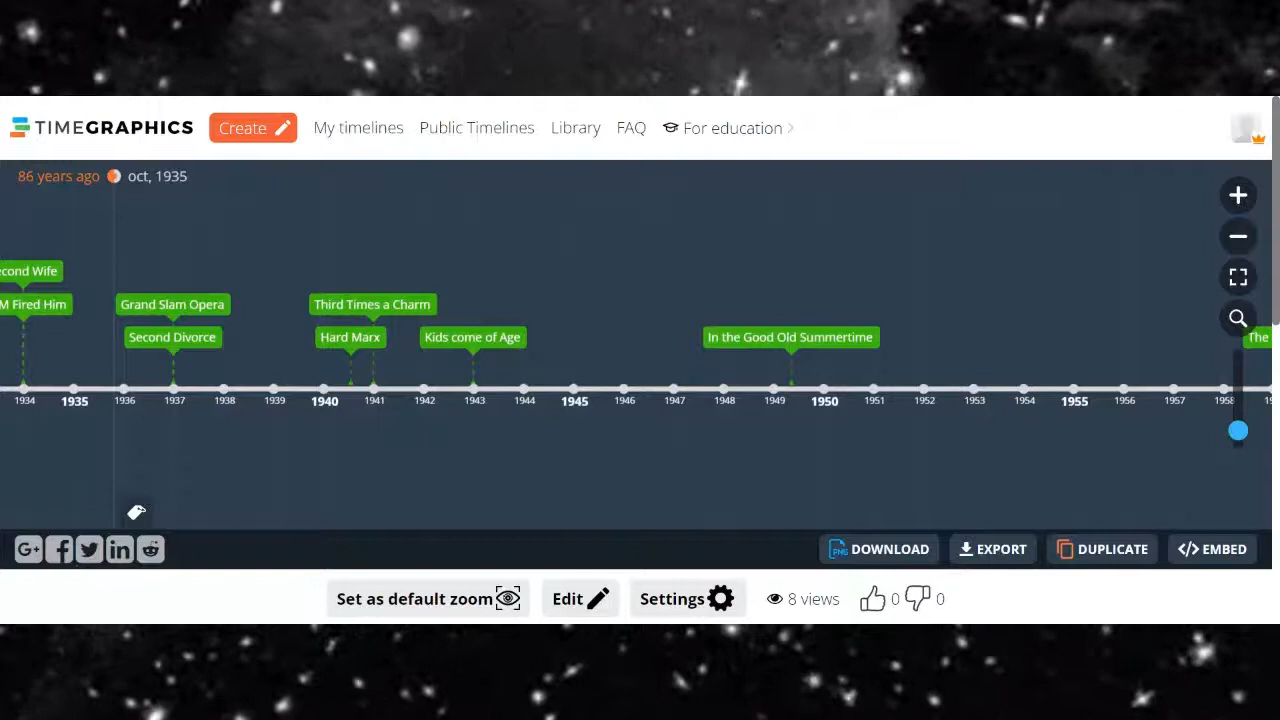 TIMEGRAPHICS Create My timelines Public Timelines Library FAQ For education
86 years ago oct, 1935
econd Wife
M Fired Him Grand Slam Opera Third Times a Charm
Second Divorce Hard Marx Kids come of Age In the Good Old Summertime The
1934 1935 1936 1937 1938 1939 1940 1941 1942 1943 1944 1945 1946 1947 1948 1949 1950 1951 1952 1953 1954 1955 1956 1957 1958
G+ f in PNG DOWNLOAD EXPORT DUPLICATE </> EMBED
Set as default zoom Edit Settings 8 views 0 0